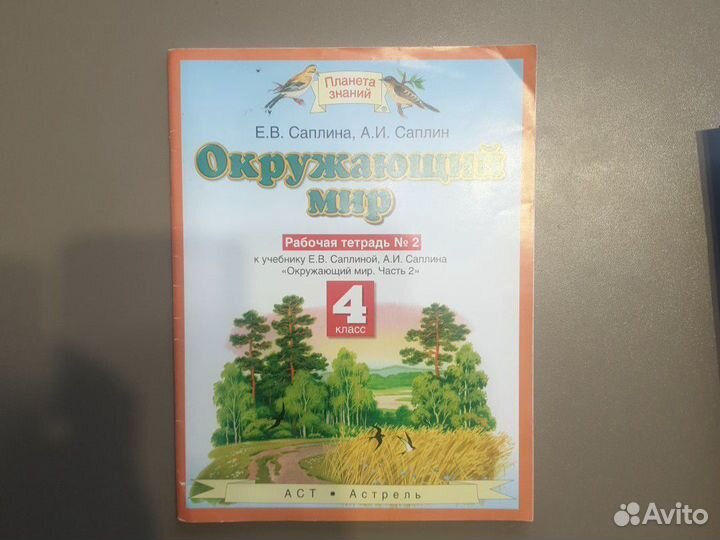 Планета
знаний
Е.В. Саплина, А.И. Саплин
Окружающий
мир
Рабочая тетрадь № 2
к учебнику Е.В. Саплиной, А.И. Саплина
«Окружающий мир. Часть 2»
4
класс
АСТ • Астрель
Avito